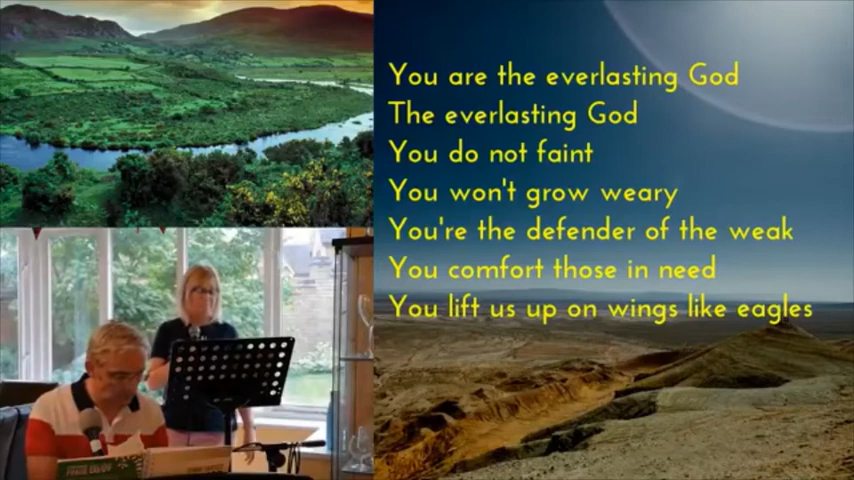 You are the everlasting God
The everlasting God
You do not faint
You won't grow weary
You're the defender of the weak
You comfort those in need
You lift us up on wings like eagles